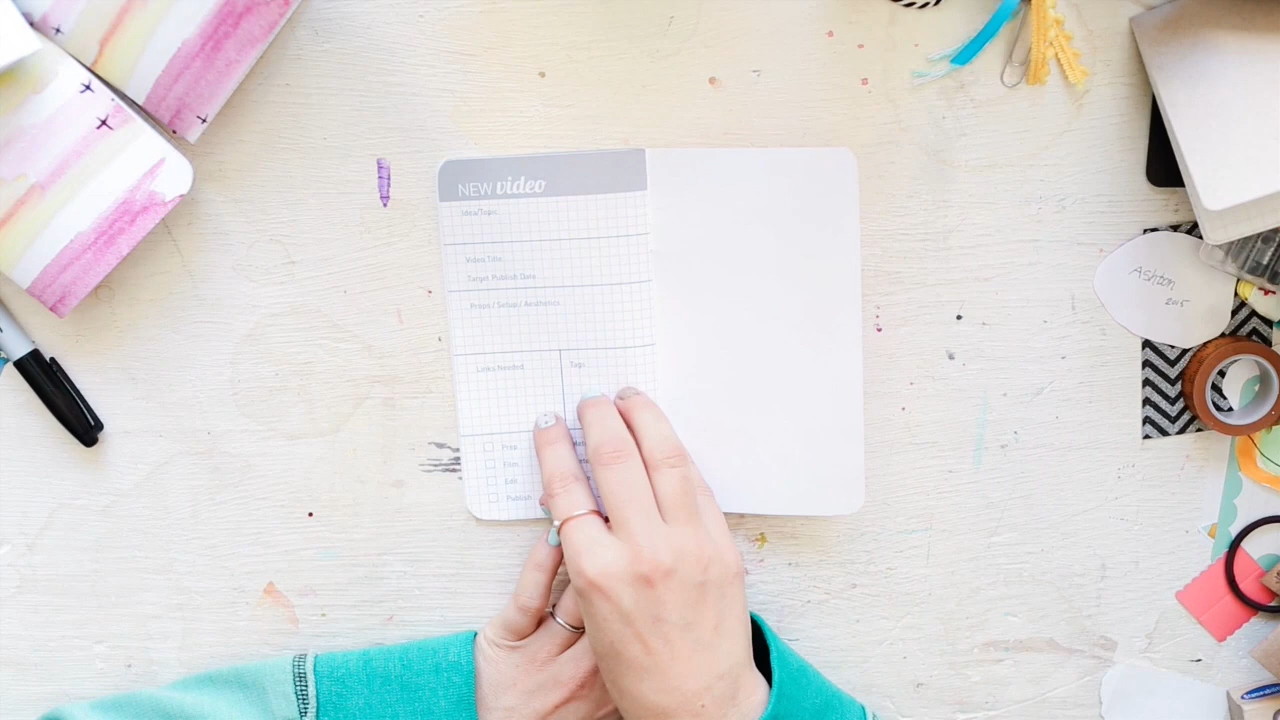 NEW video
Idea/Topic
Video Title
Target Publish Date
Props / Setup / Aesthetics
Links Needed
Tags
Prep
Film
Edit
Publish
Ashton
2015